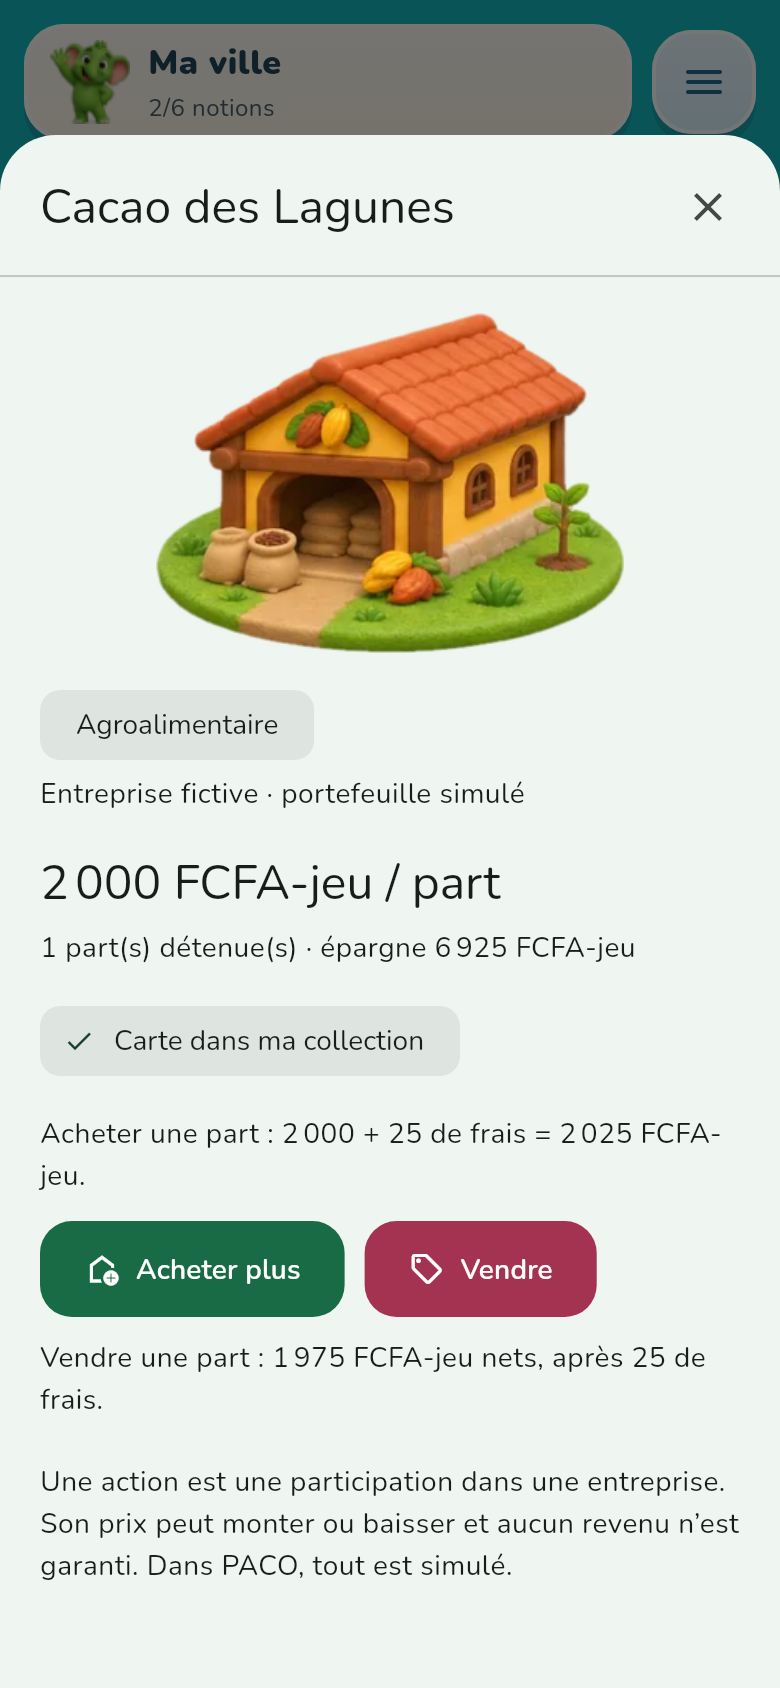 Ma ville
2/6 notions
Cacao des Lagunes
Agroalimentaire
Entreprise fictive · portefeuille simulé
2 000 FCFA-jeu / part
1 part(s) détenue(s) · épargne 6 925 FCFA-jeu
Carte dans ma collection
Acheter une part : 2 000 + 25 de frais = 2 025 FCFA-
jeu.
Acheter plus
Vendre
Vendre une part : 1 975 FCFA-jeu nets, après 25 de
frais.
Une action est une participation dans une entreprise.
Son prix peut monter ou baisser et aucun revenu n’est
garanti. Dans PACO, tout est simulé.